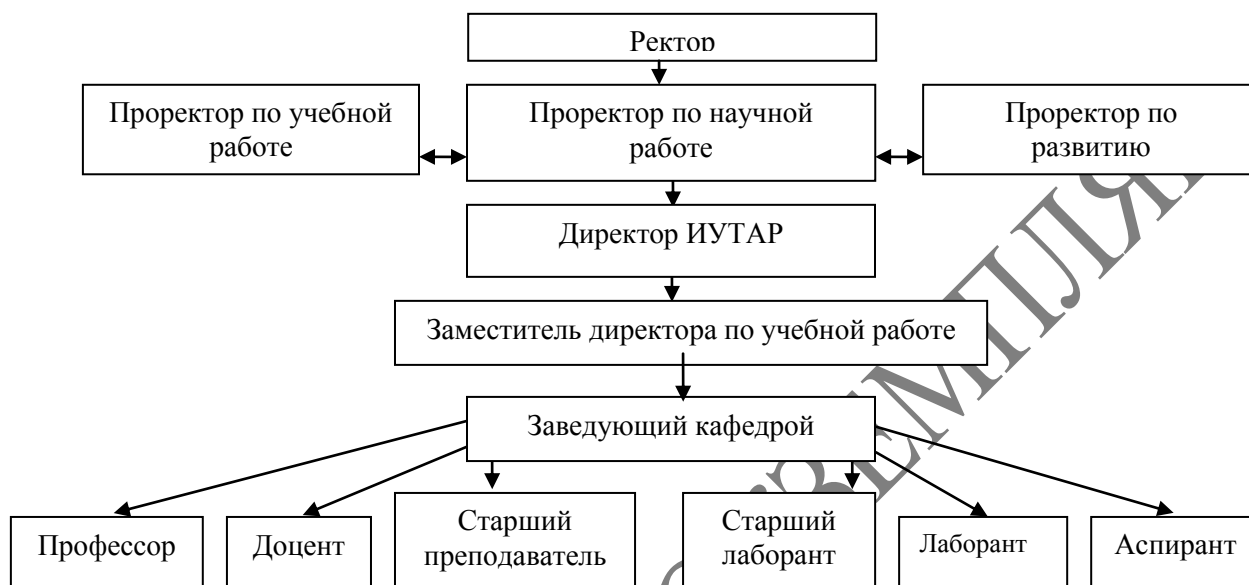 Ректор
Проректор по учебной
работе
Проректор по научной
работе
Проректор по
развитию
Директор ИУТАР
Заместитель директора по учебной работе
Заведующий кафедрой
Профессор
Доцент
Старший
преподаватель
Старший
лаборант
Лаборант
Аспирант